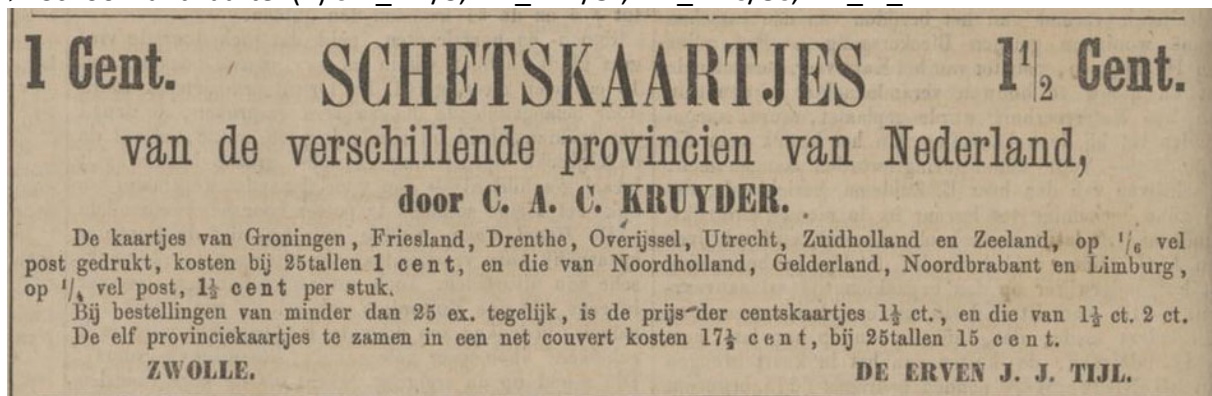 1 Cent. SCHETSKAARTJES 1 1/2 Cent.
van de verschillende provincien van Nederland,
door C. A. C. KRUYDER.
De kaartjes van Groningen, Friesland, Drenthe, Overijssel, Utrecht, Zuidholland en Zeeland, op 1/6 vel
post gedrukt, kosten bij 25tallen 1 cent, en die van Noordholland, Gelderland, Noordbrabant en Limburg,
op 1/4 vel post, 1½ cent per stuk.
Bij bestellingen van minder dan 25 ex. tegelijk, is de prijs der centskaartjes 1½ ct., en die van 1½ ct. 2 ct.
De elf provinciekaartjes te zamen in een net couvert kosten 17½ cent, bij 25tallen 15 cent.
ZWOLLE. DE ERVEN J. J. TIJL.